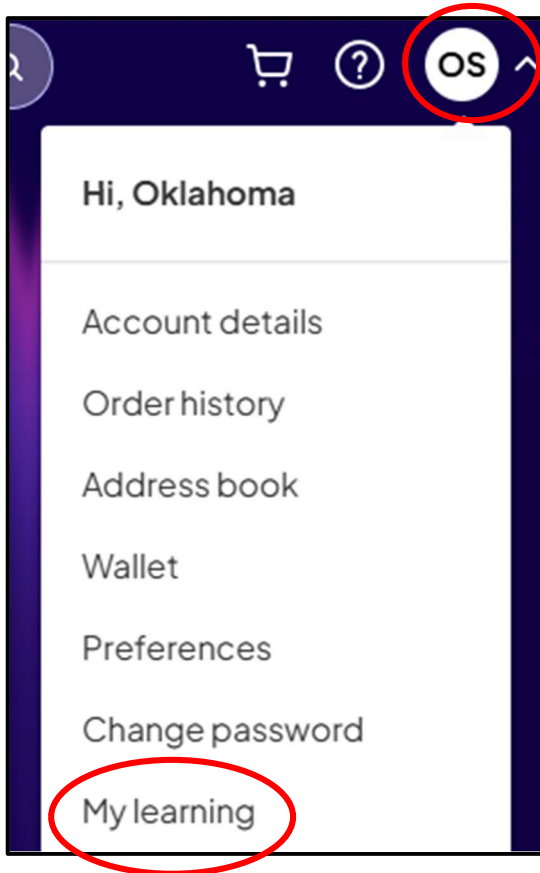 OS
Hi, Oklahoma
Account details
Order history
Address book
Wallet
Preferences
Change password
My learning